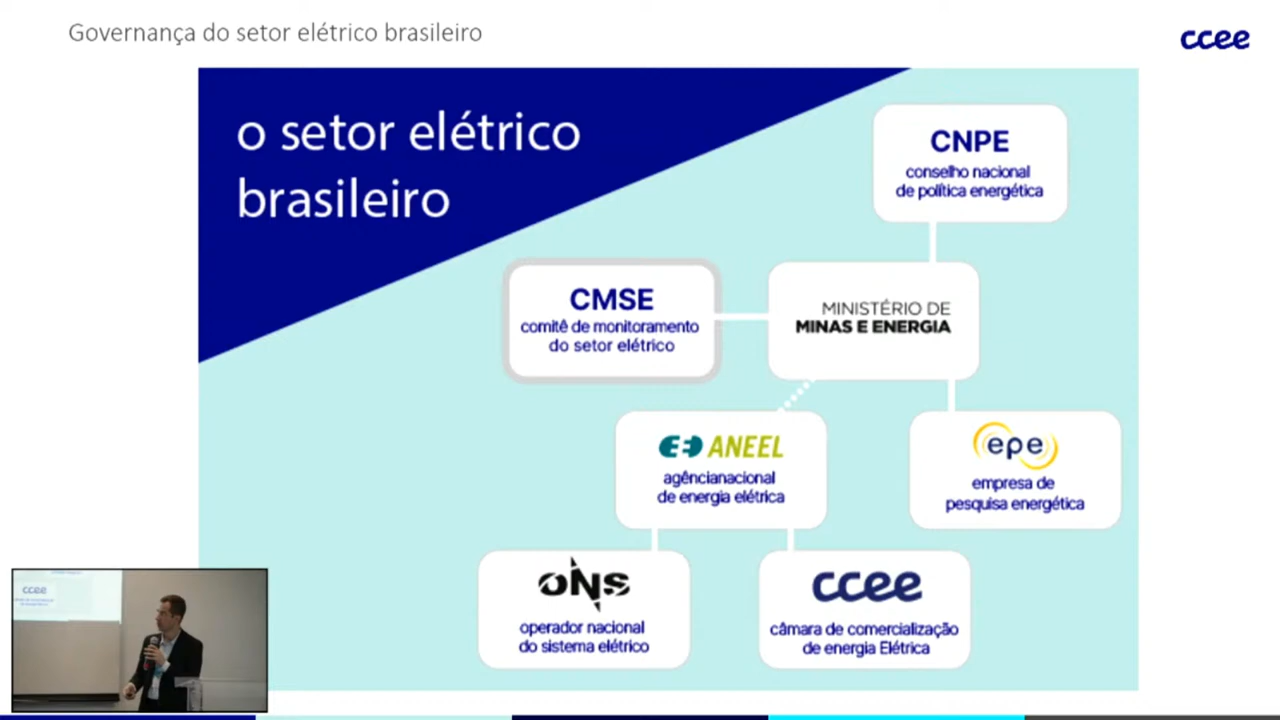 Governança do setor elétrico brasileiro
ccee
o setor elétrico
brasileiro
CNPE
conselho nacional
de política energética
CMSE
comitê de monitoramento
do setor elétrico
MINISTÉRIO DE
MINAS E ENERGIA
ANEEL
agêncianacional
de energia elétrica
epe
empresa de
pesquisa energética
ONS
operador nacional
do sistema elétrico
ccee
câmara de comercialização
de energia Elétrica
ccee